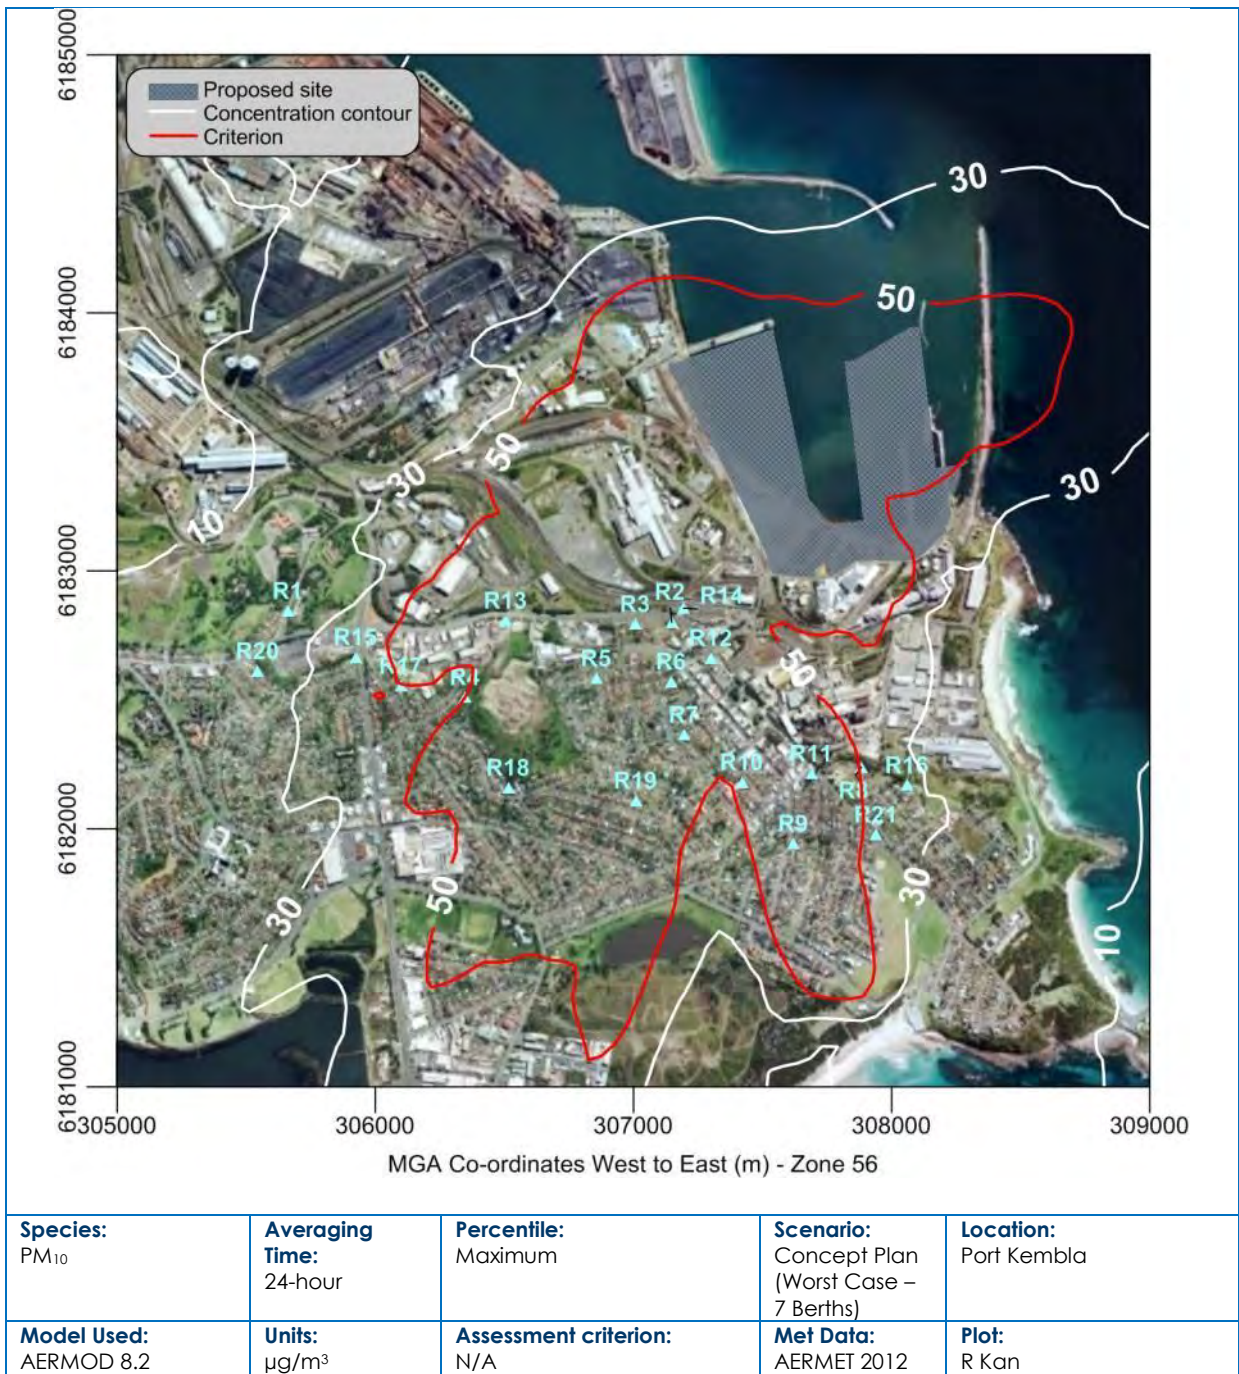 6185000
Proposed site
Concentration contour
Criterion
30
6184000
50
50
30
30
10
6183000
R1
R13
R3
R2
R14
R15
R20
R17
R4
R5
R6
R12
50
R7
R18
R19
R10
R11
R8
R16
R9
R21
6182000
50
30
30
10
6181000
305000
306000
307000
308000
309000
MGA Co-ordinates West to East (m) - Zone 56
Species:
PM10
Averaging
Time:
24-hour
Percentile:
Maximum
Scenario:
Concept Plan
(Worst Case –
7 Berths)
Location:
Port Kembla
Model Used:
AERMOD 8.2
Units:
µg/m³
Assessment criterion:
N/A
Met Data:
AERMET 2012
Plot:
R Kan